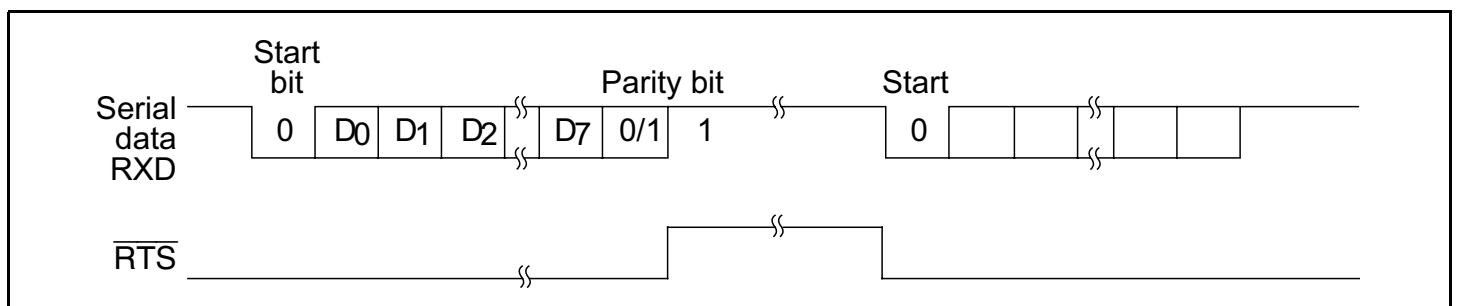 Start
bit
Parity bit
Start
Serial
data
RXD
0 D0 D1 D2 D7 0/1 1 0
RTS